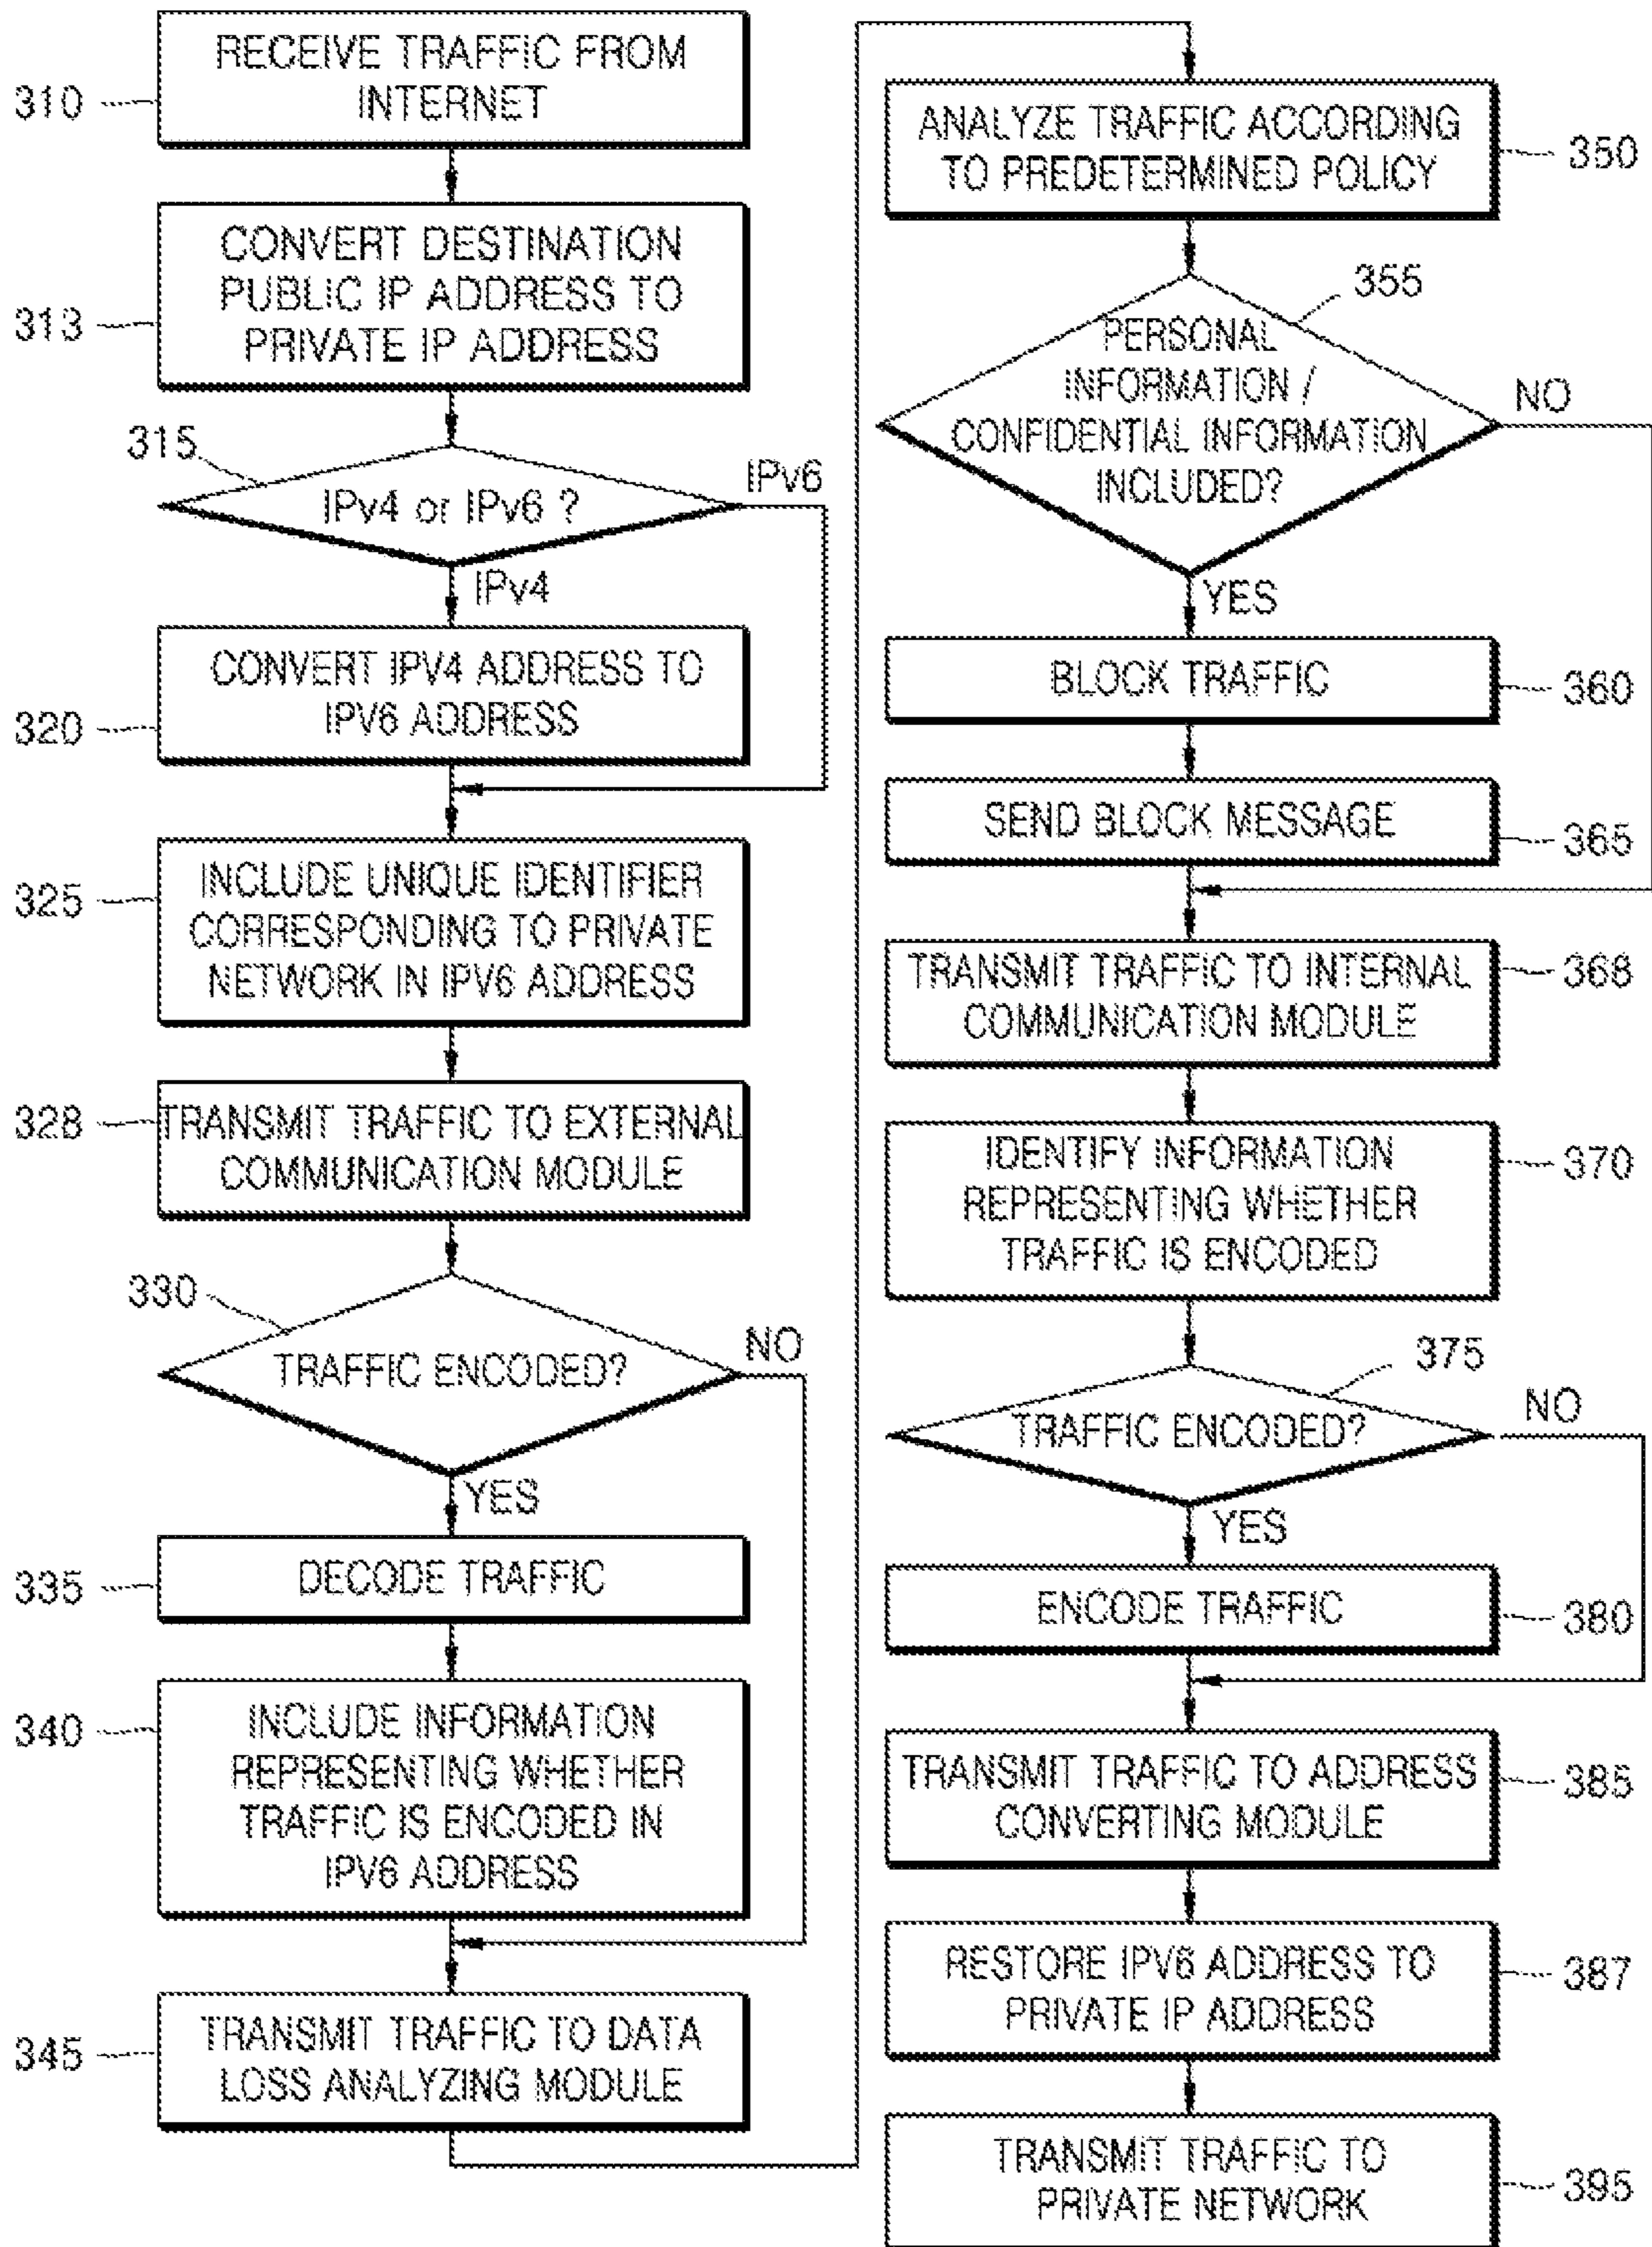 310
RECEIVE TRAFFIC FROM
INTERNET
313
CONVERT DESTINATION
PUBLIC IP ADDRESS TO
PRIVATE IP ADDRESS
315
IPv4 or IPv6 ?
IPv6
IPv4
320
CONVERT IPV4 ADDRESS TO
IPV6 ADDRESS
325
INCLUDE UNIQUE IDENTIFIER
CORRESPONDING TO PRIVATE
NETWORK IN IPV6 ADDRESS
328
TRANSMIT TRAFFIC TO EXTERNAL
COMMUNICATION MODULE
330
TRAFFIC ENCODED?
NO
YES
335
DECODE TRAFFIC
340
INCLUDE INFORMATION
REPRESENTING WHETHER
TRAFFIC IS ENCODED IN
IPV6 ADDRESS
345
TRANSMIT TRAFFIC TO DATA
LOSS ANALYZING MODULE
ANALYZE TRAFFIC ACCORDING
TO PREDETERMINED POLICY
350
355
PERSONAL
INFORMATION /
CONFIDENTIAL INFORMATION
INCLUDED?
NO
YES
BLOCK TRAFFIC
360
SEND BLOCK MESSAGE
365
TRANSMIT TRAFFIC TO INTERNAL
COMMUNICATION MODULE
368
IDENTIFY INFORMATION
REPRESENTING WHETHER
TRAFFIC IS ENCODED
370
375
TRAFFIC ENCODED?
NO
YES
ENCODE TRAFFIC
380
TRANSMIT TRAFFIC TO ADDRESS
CONVERTING MODULE
385
RESTORE IPV6 ADDRESS TO
PRIVATE IP ADDRESS
387
TRANSMIT TRAFFIC TO
PRIVATE NETWORK
395